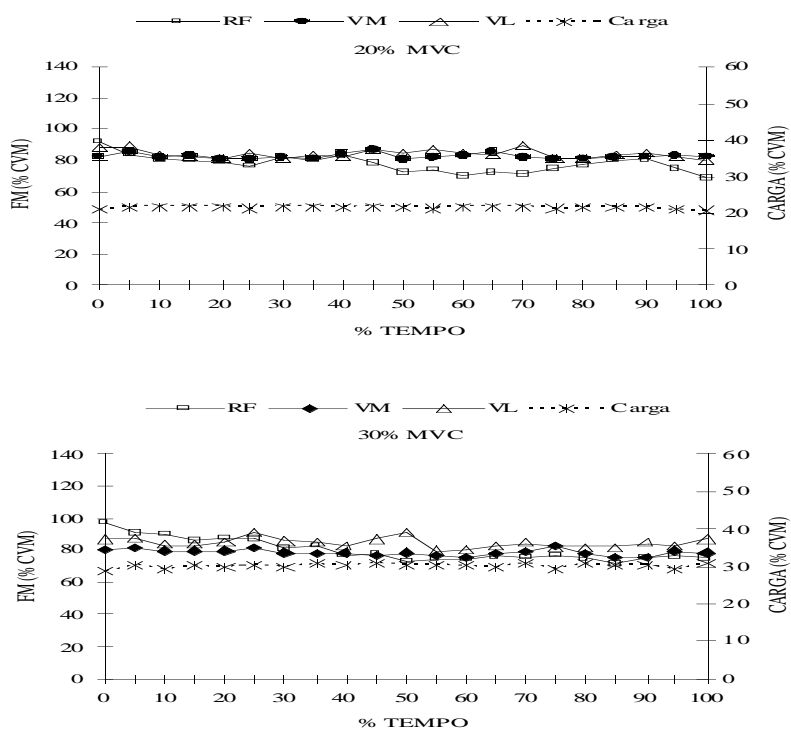 RF VM VL Carga
20% MVC
140 60
120 50
100 40
80 30
60 20
40 10
20 0
0
FM (% CVM)
CARGA (% CVM)
0 10 20 30 40 50 60 70 80 90 100
% TEMPO
RF VM VL Carga
30% MVC
140 60
120 50
100 40
80 30
60 20
40 10
20 0
0
FM (% CVM)
CARGA (% CVM)
0 10 20 30 40 50 60 70 80 90 100
% TEMPO